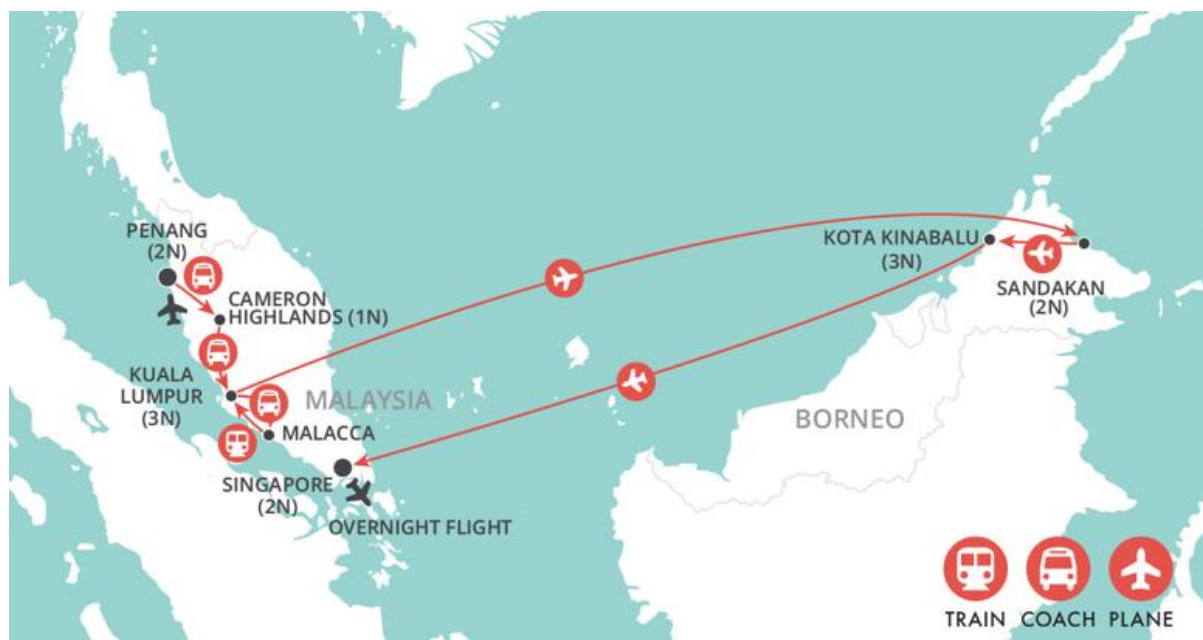 PENANG
(2N)
CAMERON
HIGHLANDS (1N)
KUALA
LUMPUR
(3N)
MALAYSIA
MALACCA
SINGAPORE
(2N)
OVERNIGHT FLIGHT
KOTA KINABALU
(3N)
SANDAKAN
(2N)
BORNEO
TRAIN COACH PLANE